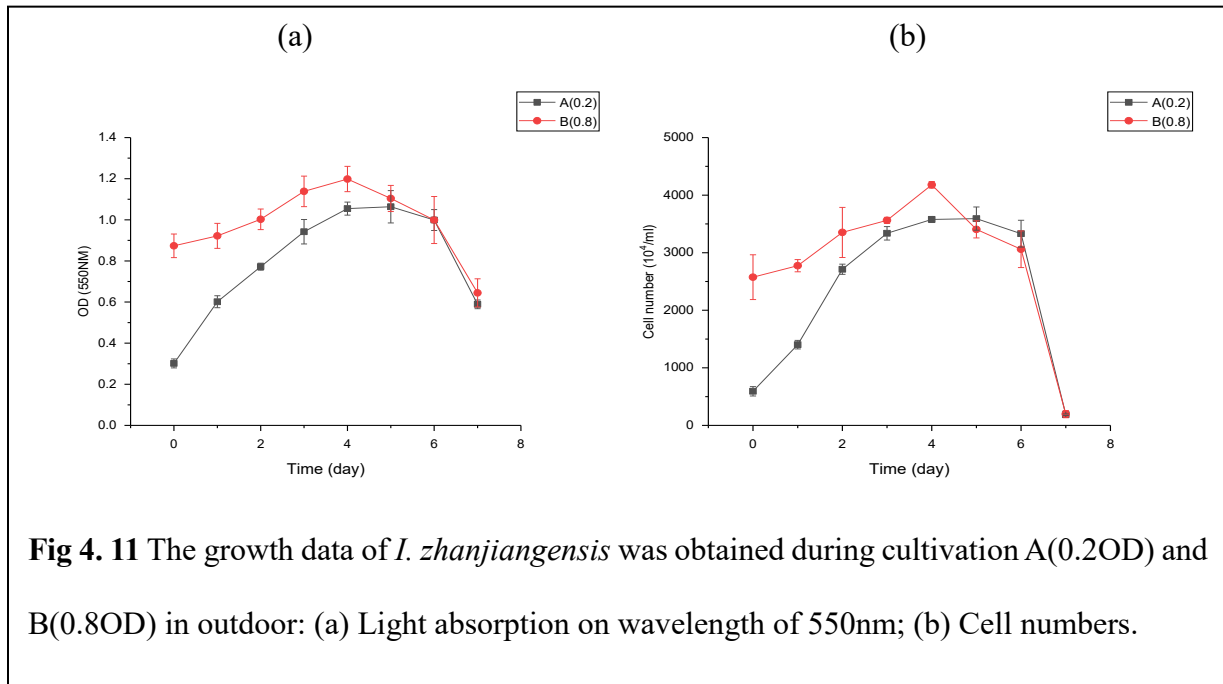 (a) (b)
A(0.2)
B(0.8)
A(0.2)
B(0.8)
1.4
1.2
1.0
0.8
0.6
0.4
0.2
0.0
OD (550NM)
0 2 4 6 8
Time (day)
5000
4000
3000
2000
1000
0
Cell number (10⁴/ml)
0 2 4 6 8
Time (day)
Fig 4. 11 The growth data of I. zhanjiangensis was obtained during cultivation A(0.2OD) and
B(0.8OD) in outdoor: (a) Light absorption on wavelength of 550nm; (b) Cell numbers.